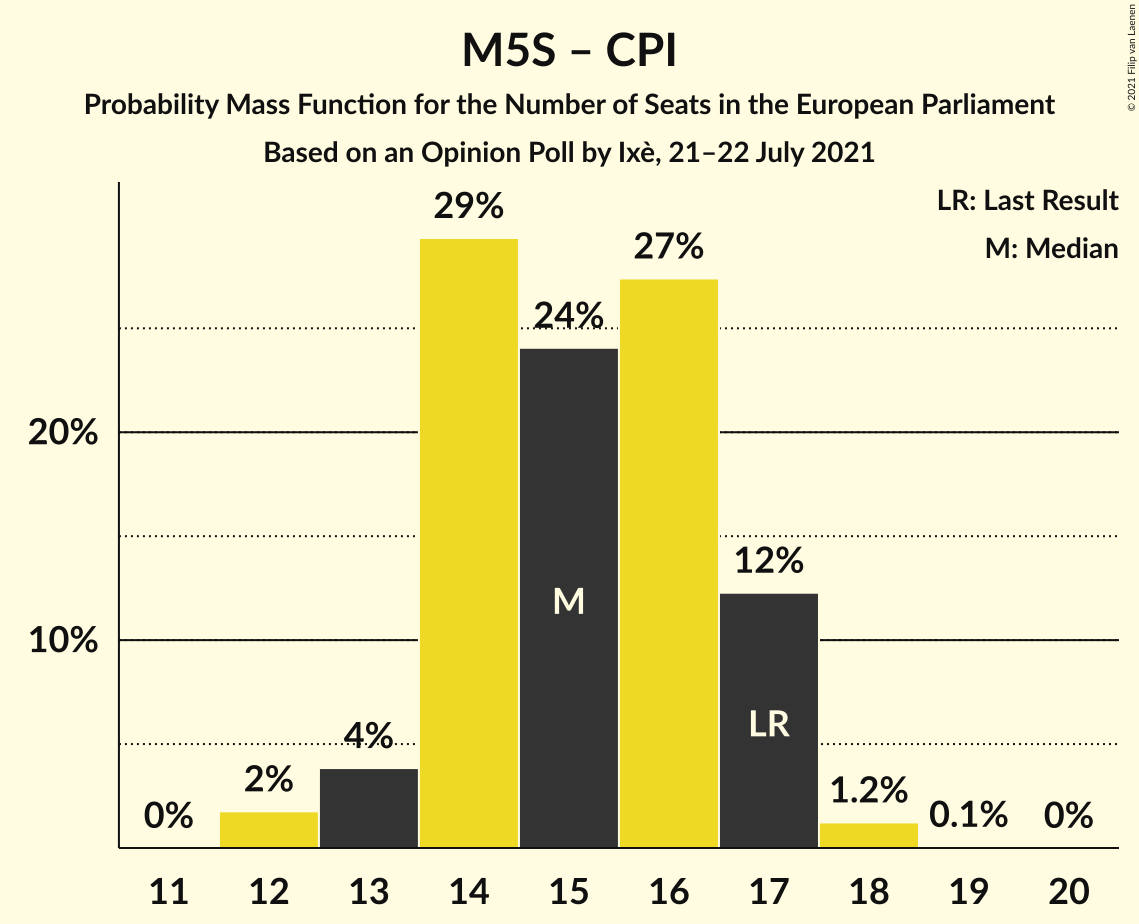 M5S – CPI
Probability Mass Function for the Number of Seats in the European Parliament
Based on an Opinion Poll by Ixè, 21–22 July 2021
© 2021 Filip van Laenen
LR: Last Result
M: Median
29%
27%
24%
20%
12%
M
10%
LR
4%
2%
1.2%
0%
0.1%
0%
11 12 13 14 15 16 17 18 19 20